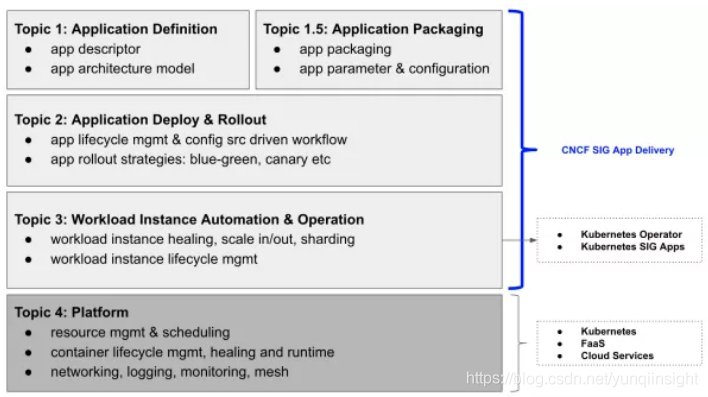 Topic 1: Application Definition
● app descriptor
● app architecture model
Topic 1.5: Application Packaging
● app packaging
● app parameter & configuration
Topic 2: Application Deploy & Rollout
● app lifecycle mgmt & config src driven workflow
● app rollout strategies: blue-green, canary etc
CNCF SIG App Delivery
Topic 3: Workload Instance Automation & Operation
● workload instance healing, scale in/out, sharding
● workload instance lifecycle mgmt
● Kubernetes Operator
● Kubernetes SIG Apps
Topic 4: Platform
● resource mgmt & scheduling
● container lifecycle mgmt, healing and runtime
● networking, logging, monitoring, mesh
● Kubernetes
● FaaS
● Cloud Services
https://blog.csdn.net/yunqiinsight